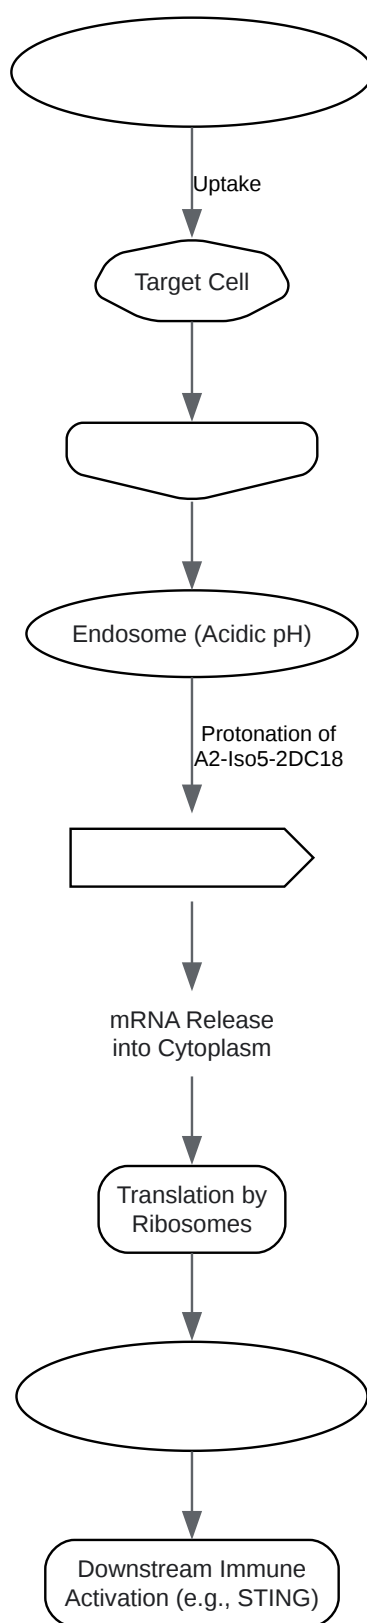 Uptake
Target Cell
Endosome (Acidic pH)
Protonation of
A2-Iso5-2DC18
mRNA Release
into Cytoplasm
Translation by
Ribosomes
Downstream Immune
Activation (e.g., STING)